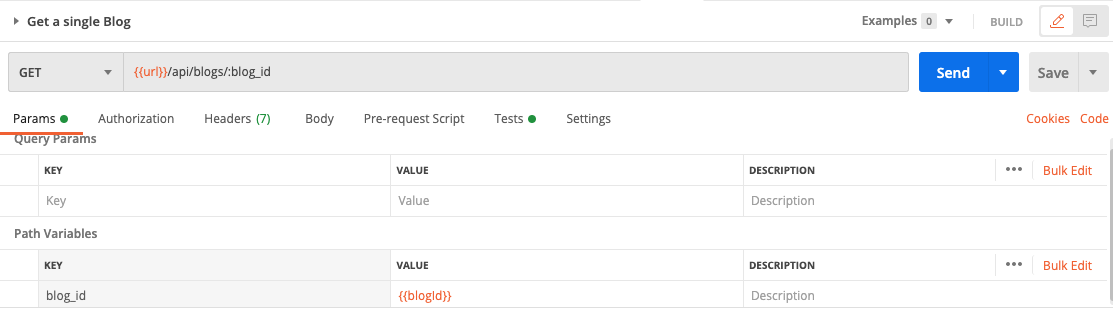 Get a single Blog Examples 0 BUILD
GET {{url}}/api/blogs/:blog_id Send Save
Params Authorization Headers (7) Body Pre-request Script Tests Settings Cookies Code
Query Params
KEY VALUE DESCRIPTION ••• Bulk Edit
Key Value Description
Path Variables
KEY VALUE DESCRIPTION ••• Bulk Edit
blog_id {{blogId}} Description